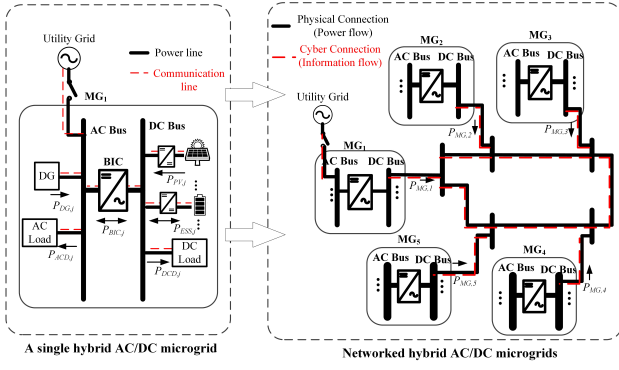 Utility Grid
Power line
Communication
line
MG1
AC Bus
DC Bus
BIC
DG
PDG,j
PBIC,j
PPV,j
PESS,j
AC
Load
PACD,j
DC
Load
PDCD,j
A single hybrid AC/DC microgrid
Physical Connection
(Power flow)
Cyber Connection
(Information flow)
MG2
AC Bus
DC Bus
PMG,2
MG3
AC Bus
DC Bus
PMG,3
Utility Grid
MG1
AC Bus
DC Bus
PMG,1
MG5
AC Bus
DC Bus
PMG,5
MG4
AC Bus
DC Bus
PMG,4
Networked hybrid AC/DC microgrids